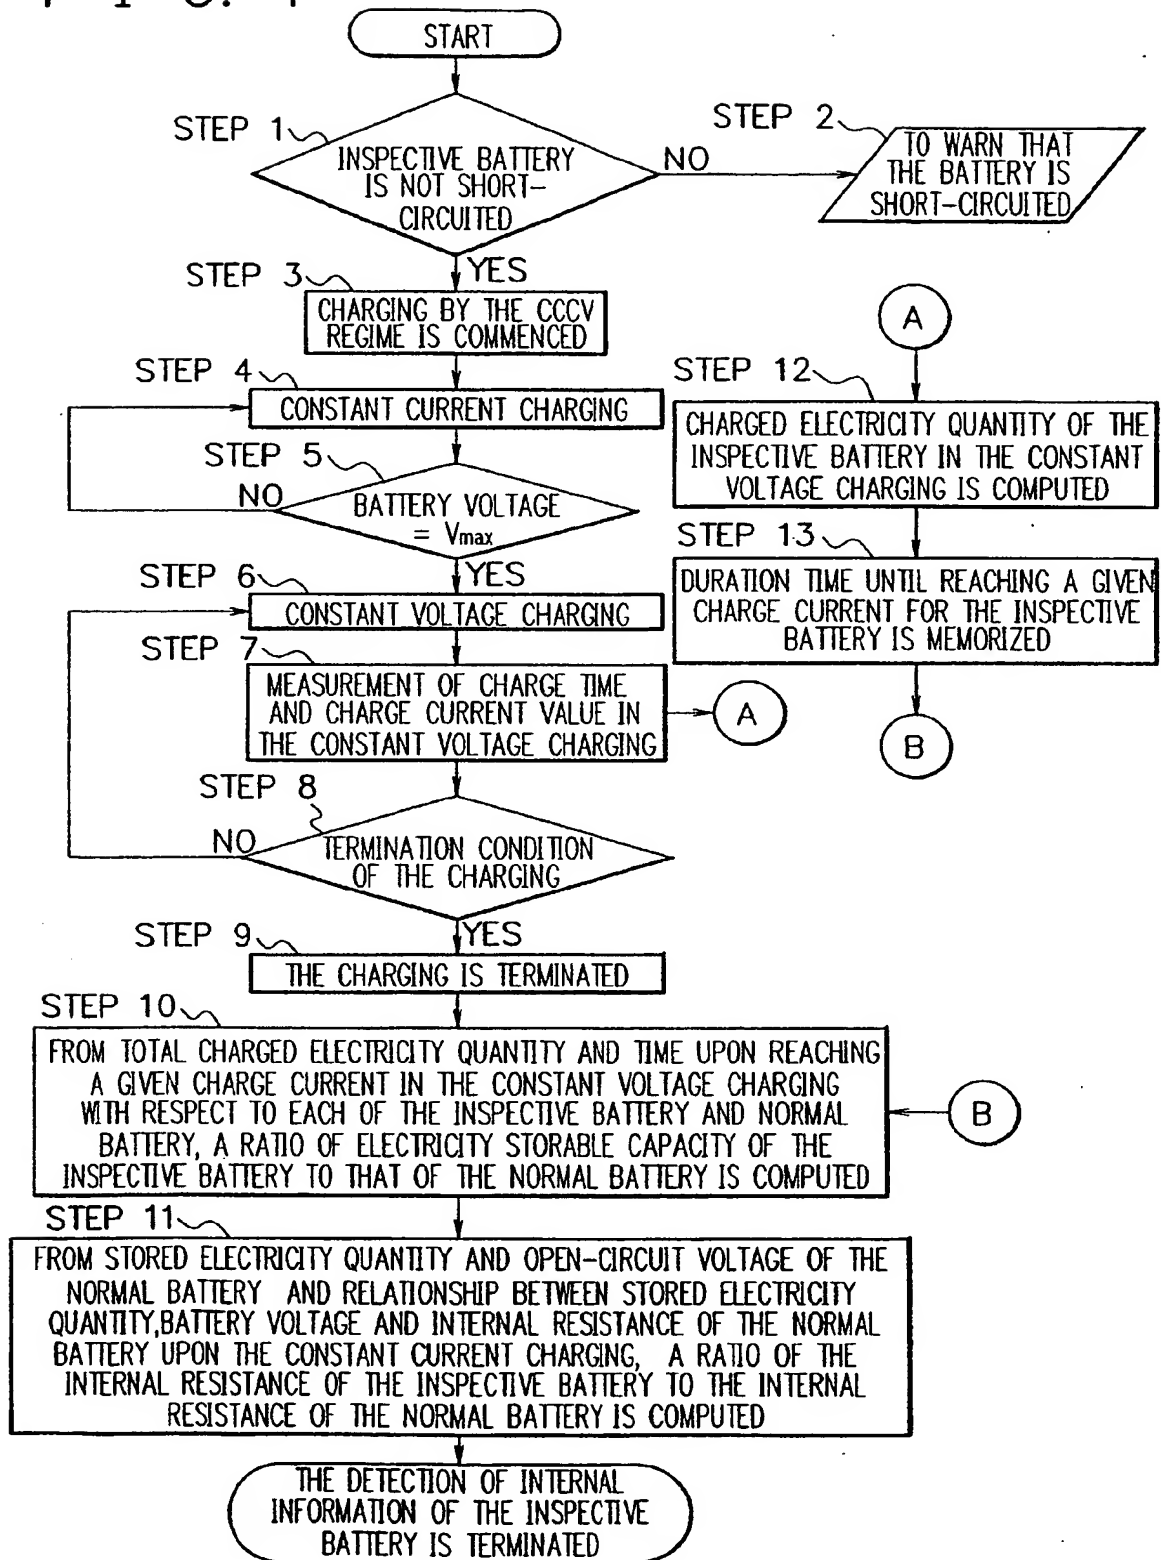 START
STEP 1
INSPECTIVE BATTERY
IS NOT SHORT-
CIRCUITED
NO
STEP 2
TO WARN THAT
THE BATTERY IS
SHORT-CIRCUITED
YES
STEP 3
CHARGING BY THE CCCV
REGIME IS COMMENCED
STEP 4
CONSTANT CURRENT CHARGING
STEP 5
NO
BATTERY VOLTAGE
= Vmax
YES
STEP 6
CONSTANT VOLTAGE CHARGING
STEP 7
MEASUREMENT OF CHARGE TIME
AND CHARGE CURRENT VALUE IN
THE CONSTANT VOLTAGE CHARGING
A
STEP 8
NO
TERMINATION CONDITION
OF THE CHARGING
YES
STEP 9
THE CHARGING IS TERMINATED
A
STEP 12
CHARGED ELECTRICITY QUANTITY OF THE
INSPECTIVE BATTERY IN THE CONSTANT
VOLTAGE CHARGING IS COMPUTED
STEP 13
DURATION TIME UNTIL REACHING A GIVEN
CHARGE CURRENT FOR THE INSPECTIVE
BATTERY IS MEMORIZED
B
STEP 10
FROM TOTAL CHARGED ELECTRICITY QUANTITY AND TIME UPON REACHING
A GIVEN CHARGE CURRENT IN THE CONSTANT VOLTAGE CHARGING
WITH RESPECT TO EACH OF THE INSPECTIVE BATTERY AND NORMAL
BATTERY, A RATIO OF ELECTRICITY STORABLE CAPACITY OF THE
INSPECTIVE BATTERY TO THAT OF THE NORMAL BATTERY IS COMPUTED
B
STEP 11
FROM STORED ELECTRICITY QUANTITY AND OPEN-CIRCUIT VOLTAGE OF THE
NORMAL BATTERY AND RELATIONSHIP BETWEEN STORED ELECTRICITY
QUANTITY,BATTERY VOLTAGE AND INTERNAL RESISTANCE OF THE NORMAL
BATTERY UPON THE CONSTANT CURRENT CHARGING, A RATIO OF THE
INTERNAL RESISTANCE OF THE INSPECTIVE BATTERY TO THE INTERNAL
RESISTANCE OF THE NORMAL BATTERY IS COMPUTED
THE DETECTION OF INTERNAL
INFORMATION OF THE INSPECTIVE
BATTERY IS TERMINATED